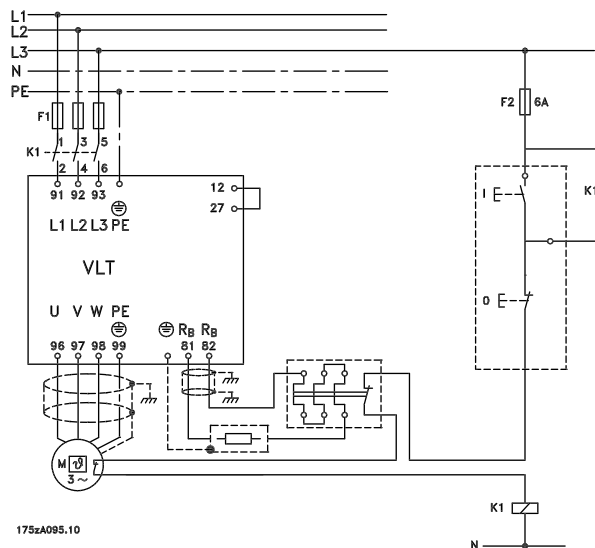 L1
L2
L3
N
PE
F1
F2 6A
K1
1 3 5
2 4 6
91 92 93
12
27
L1 L2 L3 PE
VLT
U V W PE
96 97 98 99
RB RB
81 82
I
O
K1
M ϑ
3 ~
K1
N
175zA095.10